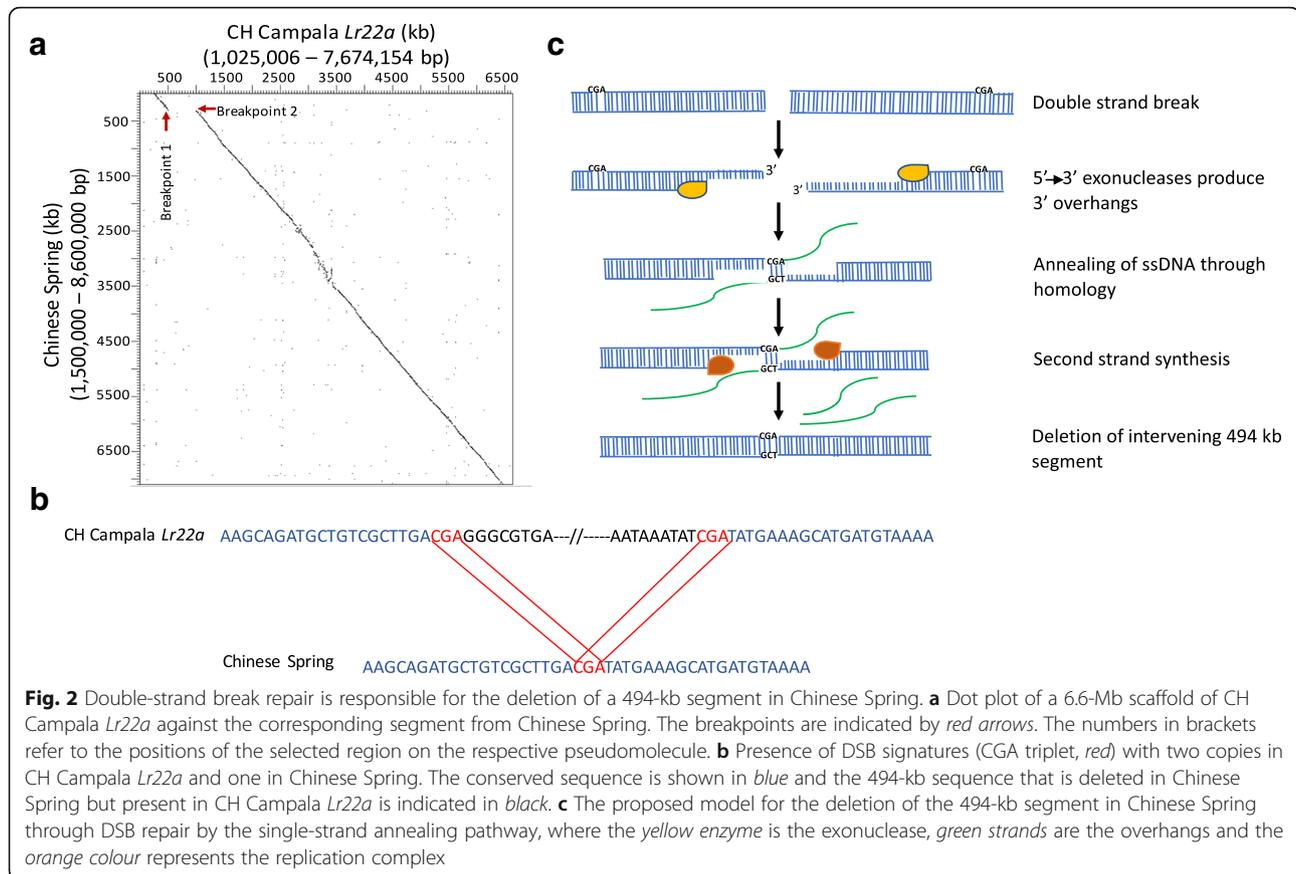 a
CH Campala Lr22a (kb)
(1,025,006 – 7,674,154 bp)
500 1500 2500 3500 4500 5500 6500
Chinese Spring (kb)
(1,500,000 – 8,600,000 bp)
500
1500
2500
3500
4500
5500
6500
Breakpoint 1
Breakpoint 2
c
CGA CGA
Double strand break
CGA 3’ 3’ CGA
5’→3’ exonucleases produce
3’ overhangs
CGA
GCT
Annealing of ssDNA through
homology
CGA
GCT
Second strand synthesis
CGA
GCT
Deletion of intervening 494 kb
segment
b
CH Campala Lr22a AAGCAGATGCTGTCGCTTGACGAGGGCGTGA---//-----AATAAATATCGATATGAAAGCATGATGTAAAA
Chinese Spring AAGCAGATGCTGTCGCTTGACGATATGAAAGCATGATGTAAAA
Fig. 2 Double-strand break repair is responsible for the deletion of a 494-kb segment in Chinese Spring. a Dot plot of a 6.6-Mb scaffold of CH
Campala Lr22a against the corresponding segment from Chinese Spring. The breakpoints are indicated by red arrows. The numbers in brackets
refer to the positions of the selected region on the respective pseudomolecule. b Presence of DSB signatures (CGA triplet, red) with two copies in
CH Campala Lr22a and one in Chinese Spring. The conserved sequence is shown in blue and the 494-kb sequence that is deleted in Chinese
Spring but present in CH Campala Lr22a is indicated in black. c The proposed model for the deletion of the 494-kb segment in Chinese Spring
through DSB repair by the single-strand annealing pathway, where the yellow enzyme is the exonuclease, green strands are the overhangs and the
orange colour represents the replication complex